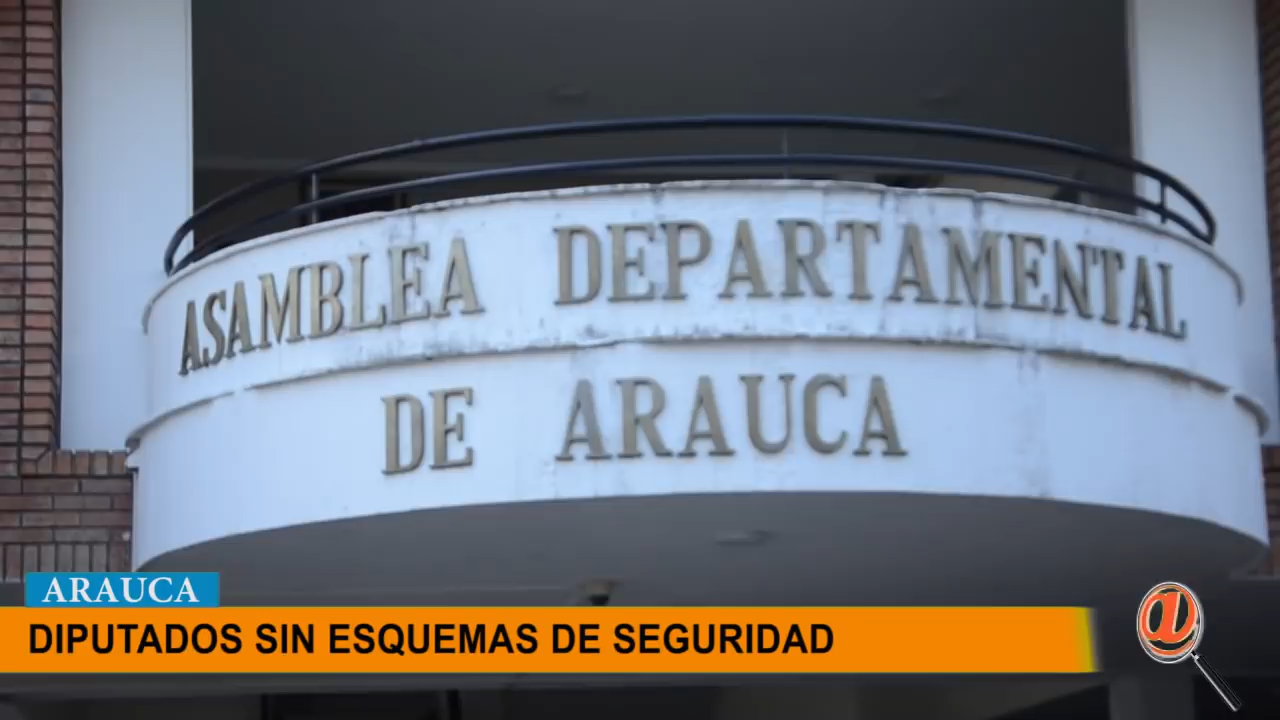 ASAMBLEA DEPARTAMENTAL
DE ARAUCA
ARAUCA
DIPUTADOS SIN ESQUEMAS DE SEGURIDAD
@